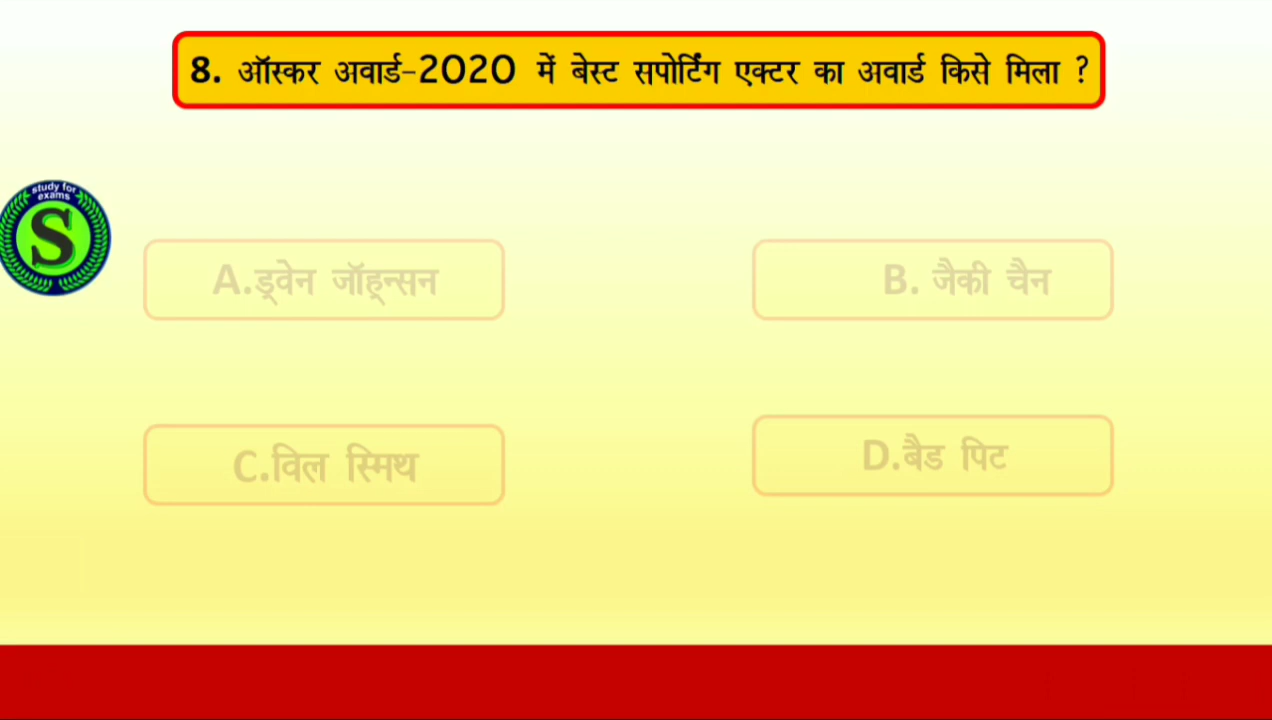 8. ऑस्कर अवार्ड-2020 में बेस्ट सपोर्टिंग एक्टर का अवार्ड किसे मिला ?
study for
exams
S
A.ड्वेन जॉह्न्सन
B. जैकी चैन
C.विल स्मिथ
D.बैड पिट